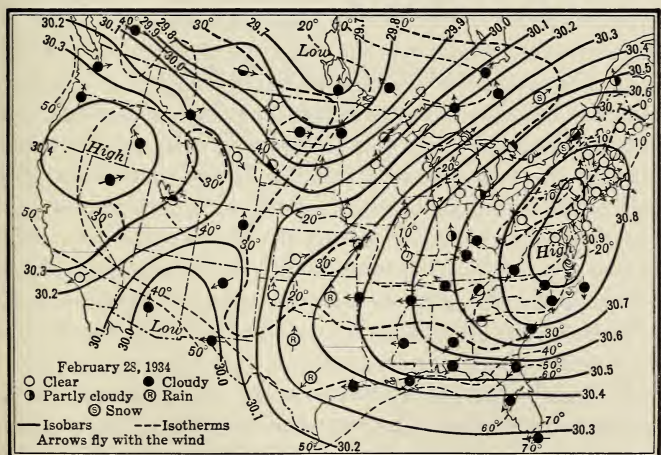 30.2 40° 29.9 29.8 30° 20° 29.7 10° 29.7 29.8 20° 29.9 30.0 30.1 30.2 30.3
30.3 30.0 Low 30.4
30.5
30.6
50° S 30.7 0°
40 10°
30.4 High 20° S 10°
30° 30.8
30° 20° 0° 30.9
50° 40° High 20°
30.3 30° 30°
30.2 20° R 30.7
40° 30°
30.1 30.0 Low R 40° 30.6
50° 50°
February 28, 1934 30.0 60° 30.5
Clear Cloudy R 30.4
Partly cloudy R Rain 30.1
S Snow
Isobars Isotherms 60° 70° 30.3
Arrows fly with the wind 50° 30.2 70°